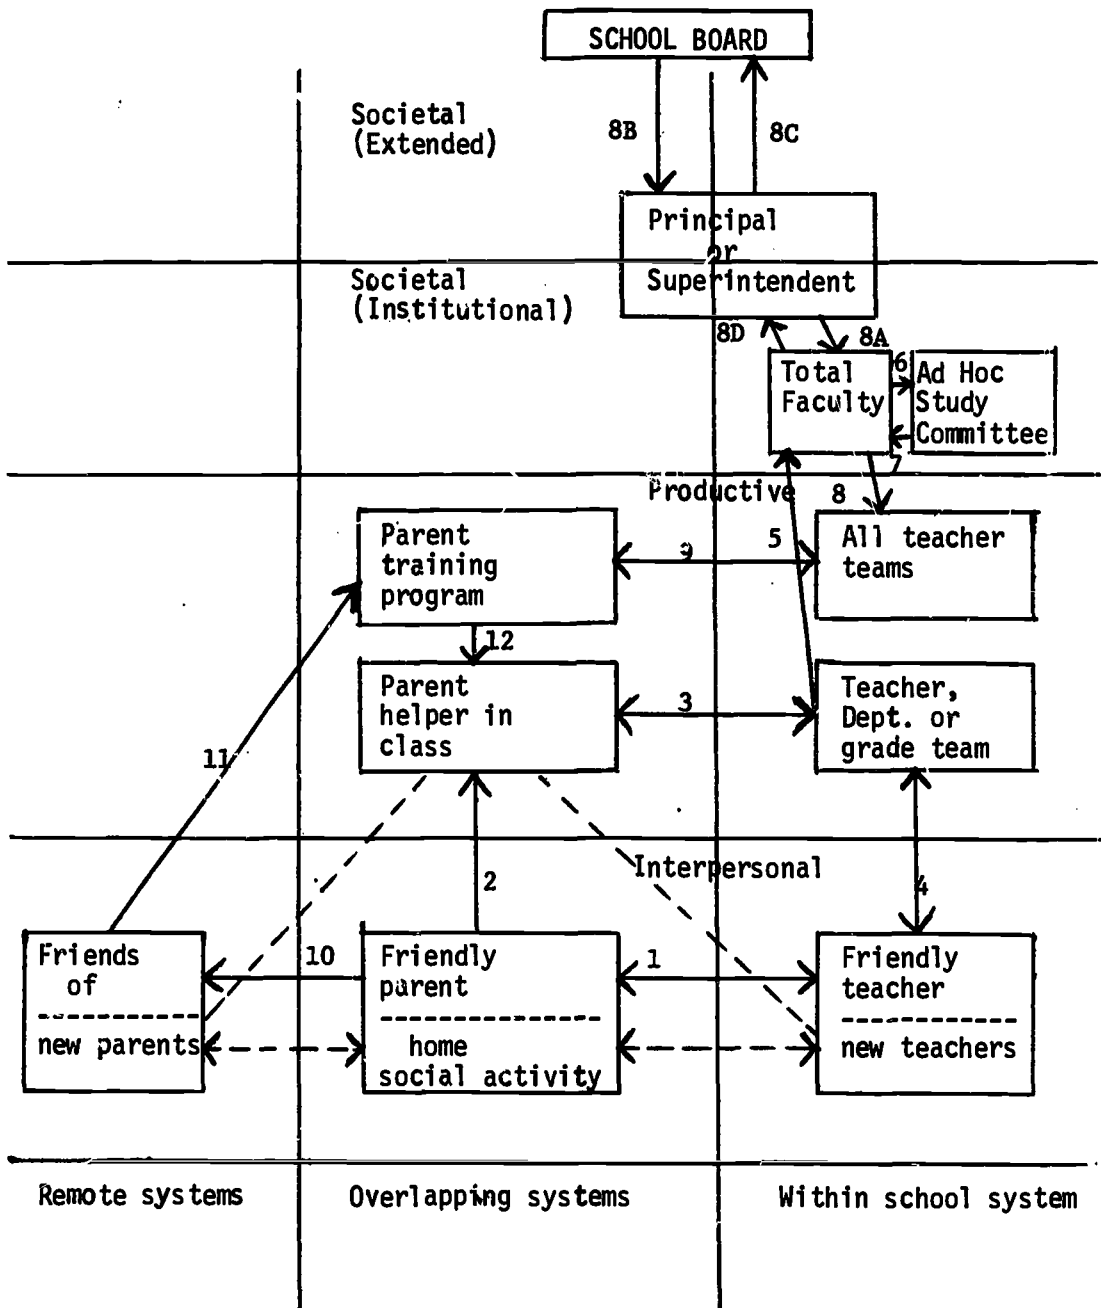 SCHOOL BOARD
Societal
(Extended)
8B
8C
Principal
or
Superintendent
Societal
(Institutional)
8D
8A
Total
Faculty
6
Ad Hoc
Study
Committee
7
Productive
8
Parent
training
program
9
5
All teacher
teams
12
Parent
helper in
class
3
Teacher,
Dept. or
grade team
11
Interpersonal
2
4
Friends
of
new parents
10
Friendly
parent
home
social activity
1
Friendly
teacher
new teachers
Remote systems
Overlapping systems
Within school system